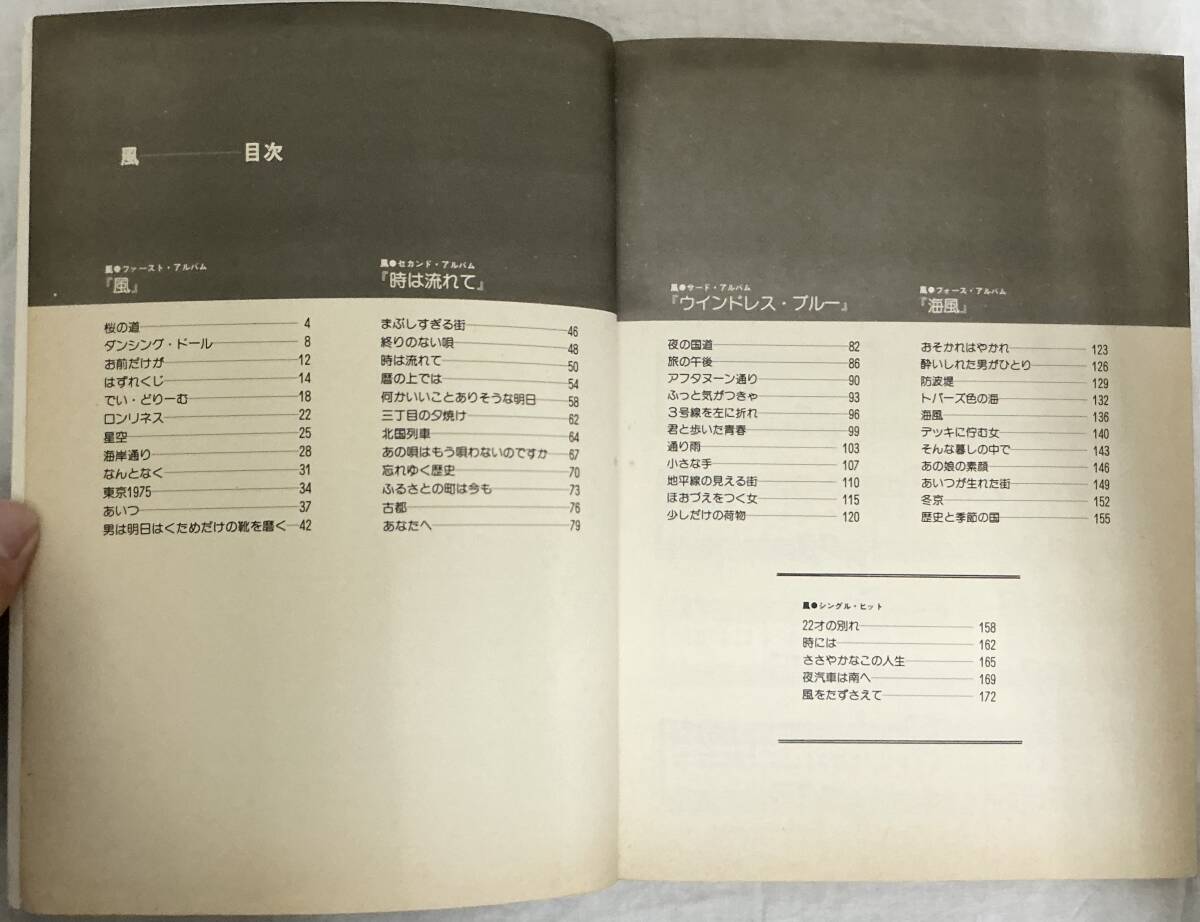 風 目次
風●ファースト・アルバム
『風』
桜の道 4
ダンシング・ドール 8
お前だけが 12
はずれくじ 14
でい・どりーむ 18
ロンリネス 22
星空 25
海岸通り 28
なんとなく 31
東京1975 34
あいつ 37
男は明日はくためだけの靴を磨く 42
風●セカンド・アルバム
『時は流れて』
まぶしすぎる街 46
終りのない唄 48
時は流れて 50
暦の上では 54
何かいいことありそうな明日 58
三丁目の夕焼け 62
北国列車 64
あの唄はもう唄わないのですか 67
忘れゆく歴史 70
ふるさとの町は今も 73
古都 76
あなたへ 79
風●サード・アルバム
『ウインドレス・ブルー』
夜の国道 82
旅の午後 86
アフタヌーン通り 90
ふっと気がつきゃ 93
3号線を左に折れ 96
君と歩いた青春 99
通り雨 103
小さな手 107
地平線の見える街 110
ほおづえをつく女 115
少しだけの荷物 120
風●フォース・アルバム
『海風』
おそかれはやかれ 123
酔いしれた男がひとり 126
防波堤 129
トパーズ色の海 132
海風 136
デッキに佇む女 140
そんな暮しの中で 143
あの娘の素顔 146
あいつが生れた街 149
冬京 152
歴史と季節の国 155
風●シングル・ヒット
22才の別れ 158
時には 162
ささやかなこの人生 165
夜汽車は南へ 169
風をたずさえて 172